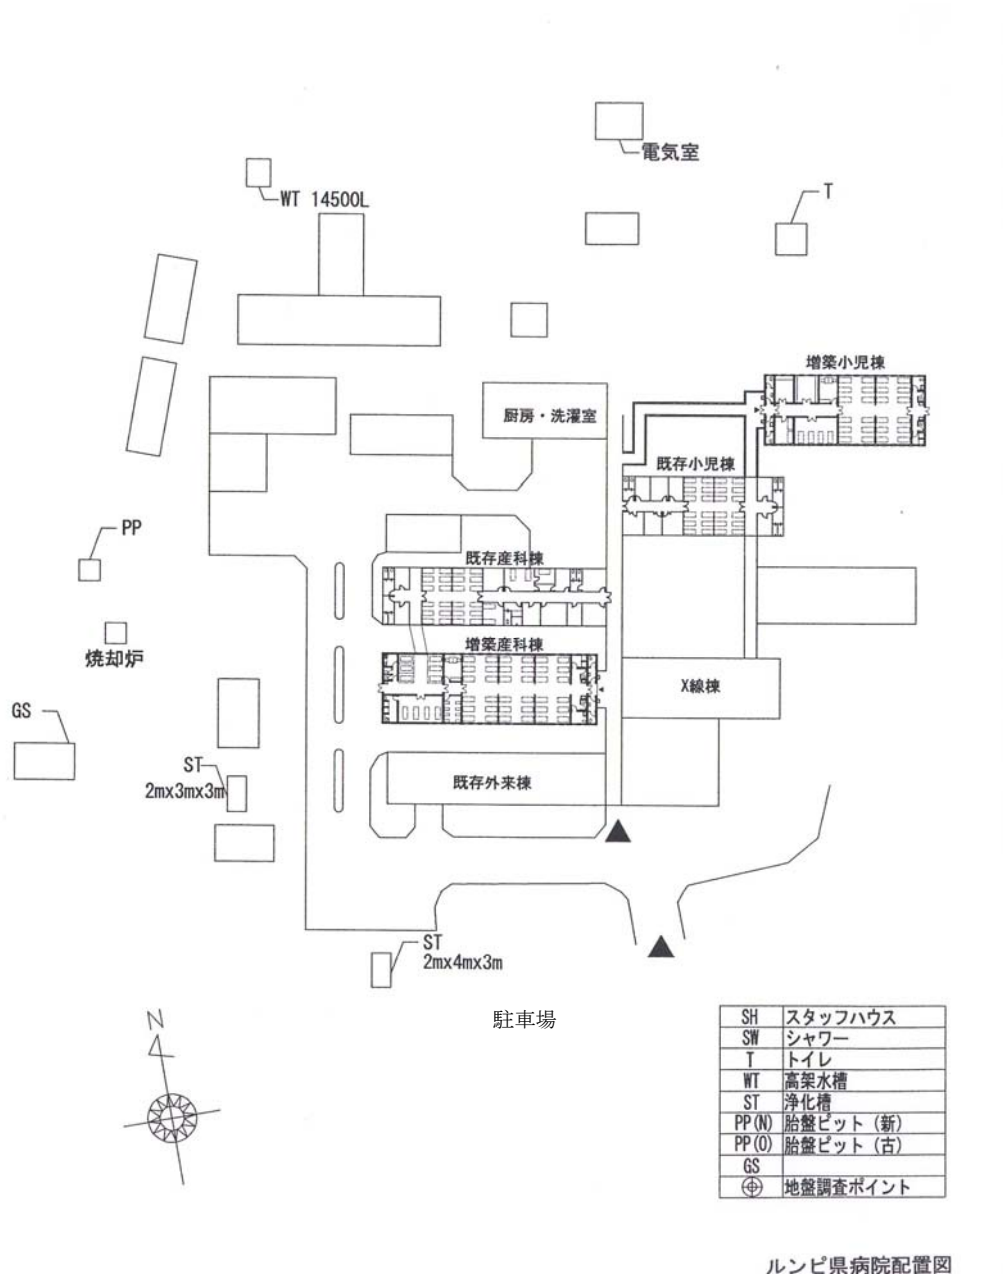 電気室
WT 14500L
T
増築小児棟
厨房・洗濯室
既存小児棟
PP
既存産科棟
焼却炉
増築産科棟
X線棟
GS
ST
2mx3mx3m
既存外来棟
ST
2mx4mx3m
N
駐車場
SH スタッフハウス
SW シャワー
T トイレ
WT 高架水槽
ST 浄化槽
PP(N) 胎盤ピット（新）
PP(O) 胎盤ピット（古）
GS
地盤調査ポイント
ルンピ県病院配置図